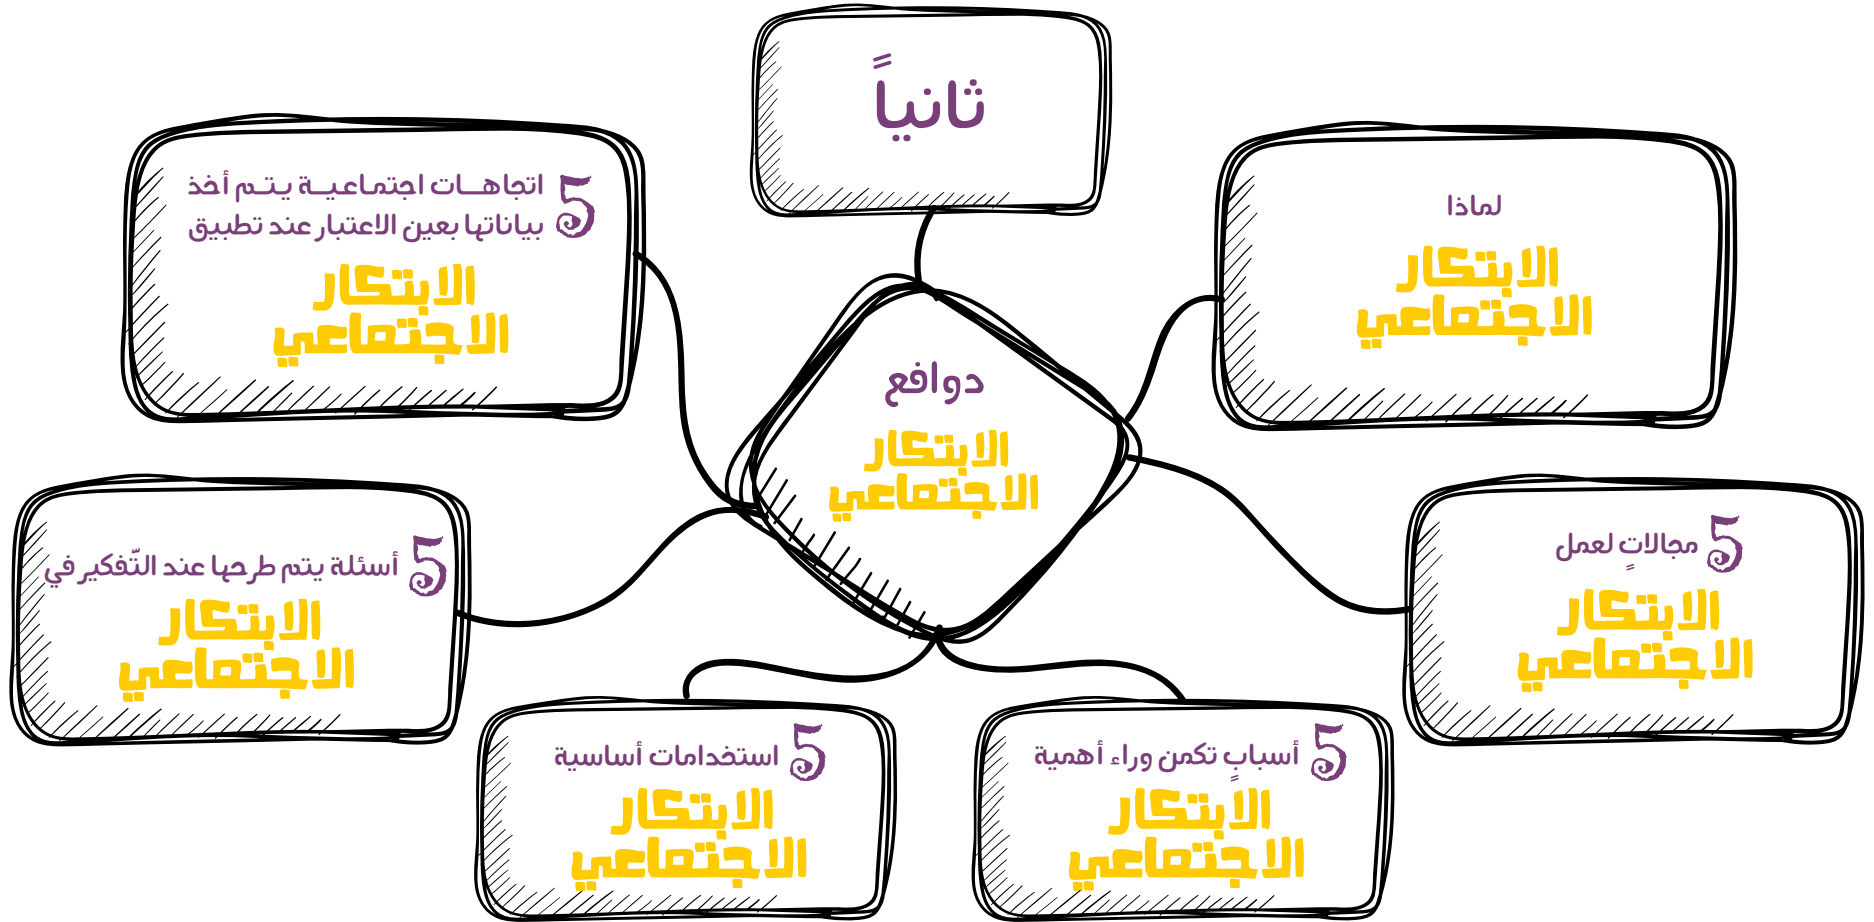 ثانياً
دوافع
الابتكار
الاجتماعي
لماذا
الابتكار
الاجتماعي
5 مجالاتٍ لعمل
الابتكار
الاجتماعي
5 أسبابٍ تكمن وراء أهمية
الابتكار
الاجتماعي
5 استخدامات أساسية
الابتكار
الاجتماعي
5 أسئلة يتم طرحها عند التّفكير في
الابتكار
الاجتماعي
5 اتجاهــات اجتماعيــة يتــم أخذ
بياناتها بعين الاعتبار عند تطبيق
الابتكار
الاجتماعي